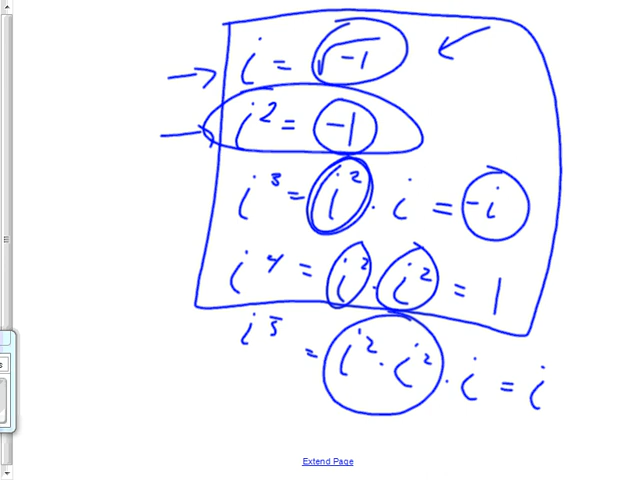 i = √-1
i² = -1
i³ = i² · i = -i
i⁴ = i² · i² = 1
i⁵ = i² · i² · i = i
Extend Page